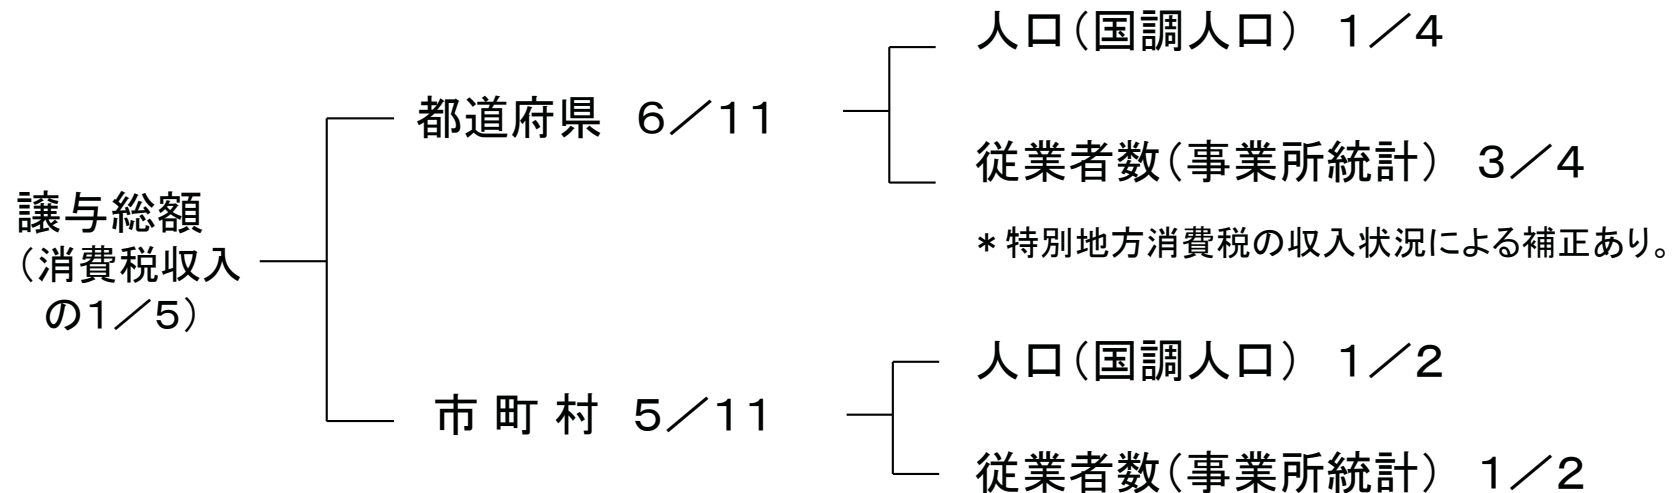 人口（国調人口） １／４
都道府県 ６／１１
従業者数（事業所統計） ３／４
譲与総額
（消費税収入
の１／５）
＊特別地方消費税の収入状況による補正あり。
人口（国調人口） １／２
市 町 村 ５／１１
従業者数（事業所統計） １／２